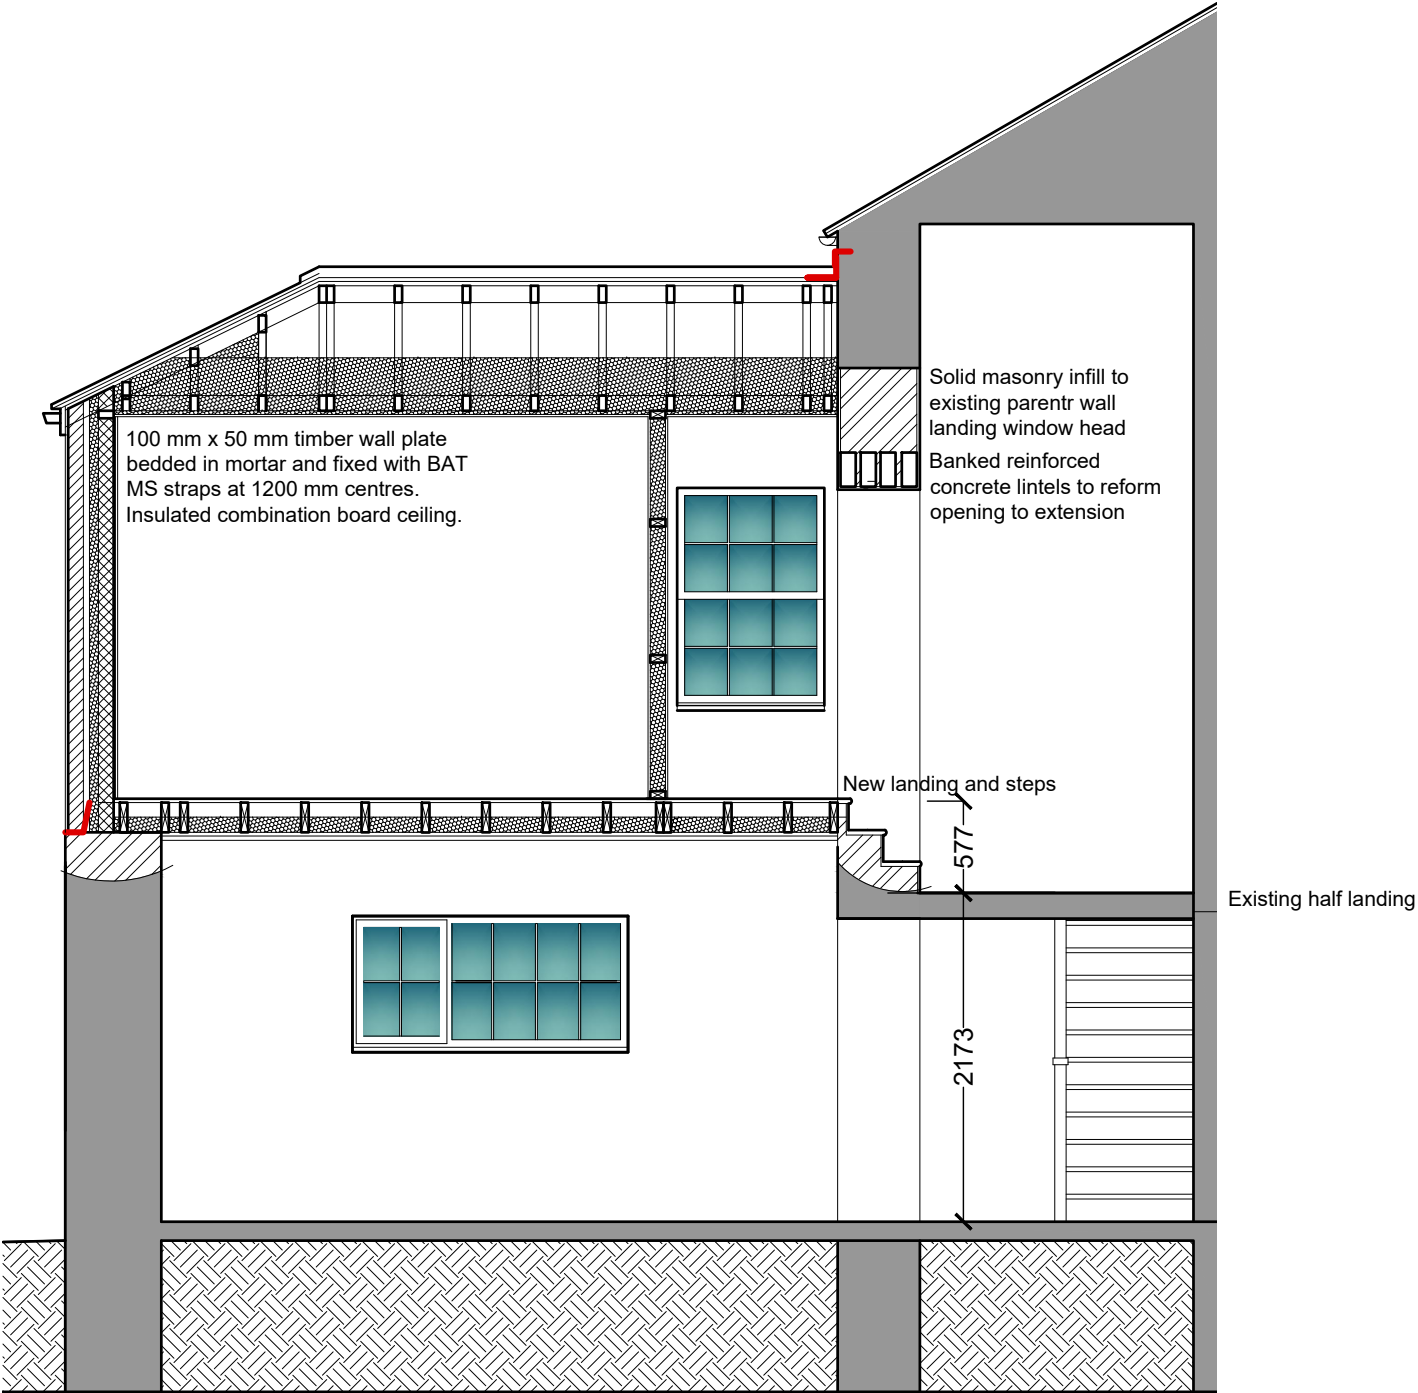 Solid masonry infill to
existing parentr wall
landing window head
Banked reinforced
concrete lintels to reform
opening to extension
100 mm x 50 mm timber wall plate
bedded in mortar and fixed with BAT
MS straps at 1200 mm centres.
Insulated combination board ceiling.
New landing and steps
577
Existing half landing
2173